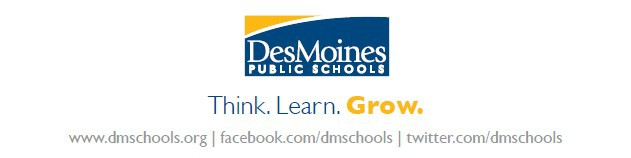 DesMoines
PUBLIC SCHOOLS
Think. Learn. Grow.
www.dmschools.org | facebook.com/dmschools | twitter.com/dmschools